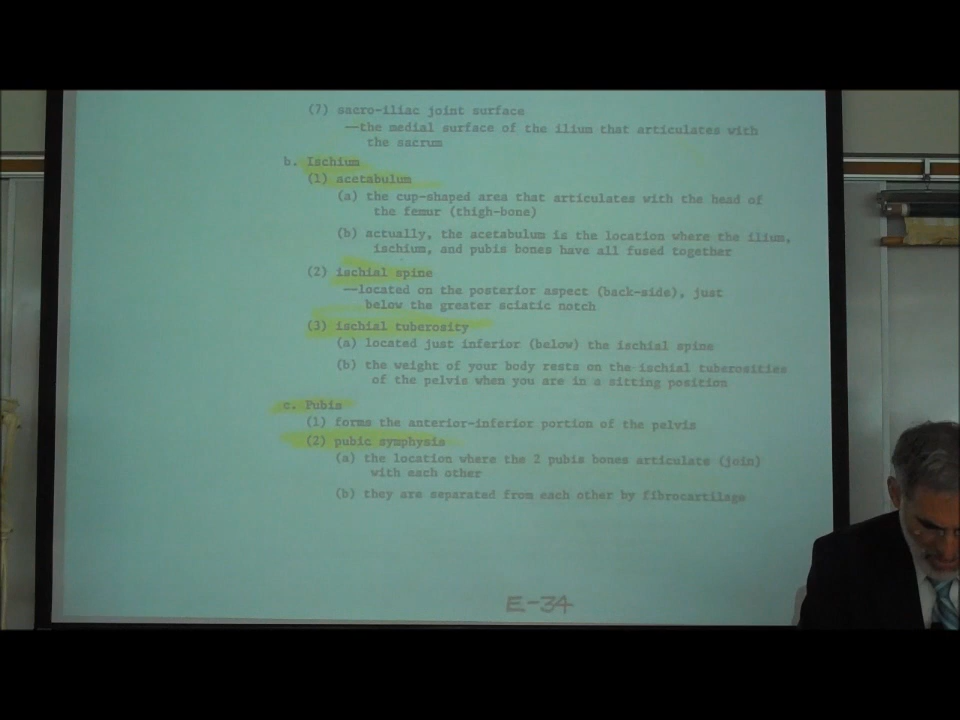 (7) sacro-iliac joint surface
—the medial surface of the ilium that articulates with
the sacrum
b. Ischium
(1) acetabulum
(a) the cup-shaped area that articulates with the head of
the femur (thigh-bone)
(b) actually, the acetabulum is the location where the ilium,
ischium, and pubis bones have all fused together
(2) ischial spine
—located on the posterior aspect (back-side), just
below the greater sciatic notch
(3) ischial tuberosity
(a) located just inferior (below) the ischial spine
(b) the weight of your body rests on the ischial tuberosities
of the pelvis when you are in a sitting position
c. Pubis
(1) forms the anterior-inferior portion of the pelvis
(2) pubic symphysis
(a) the location where the 2 pubis bones articulate (join)
with each other
(b) they are separated from each other by fibrocartilage
E-34